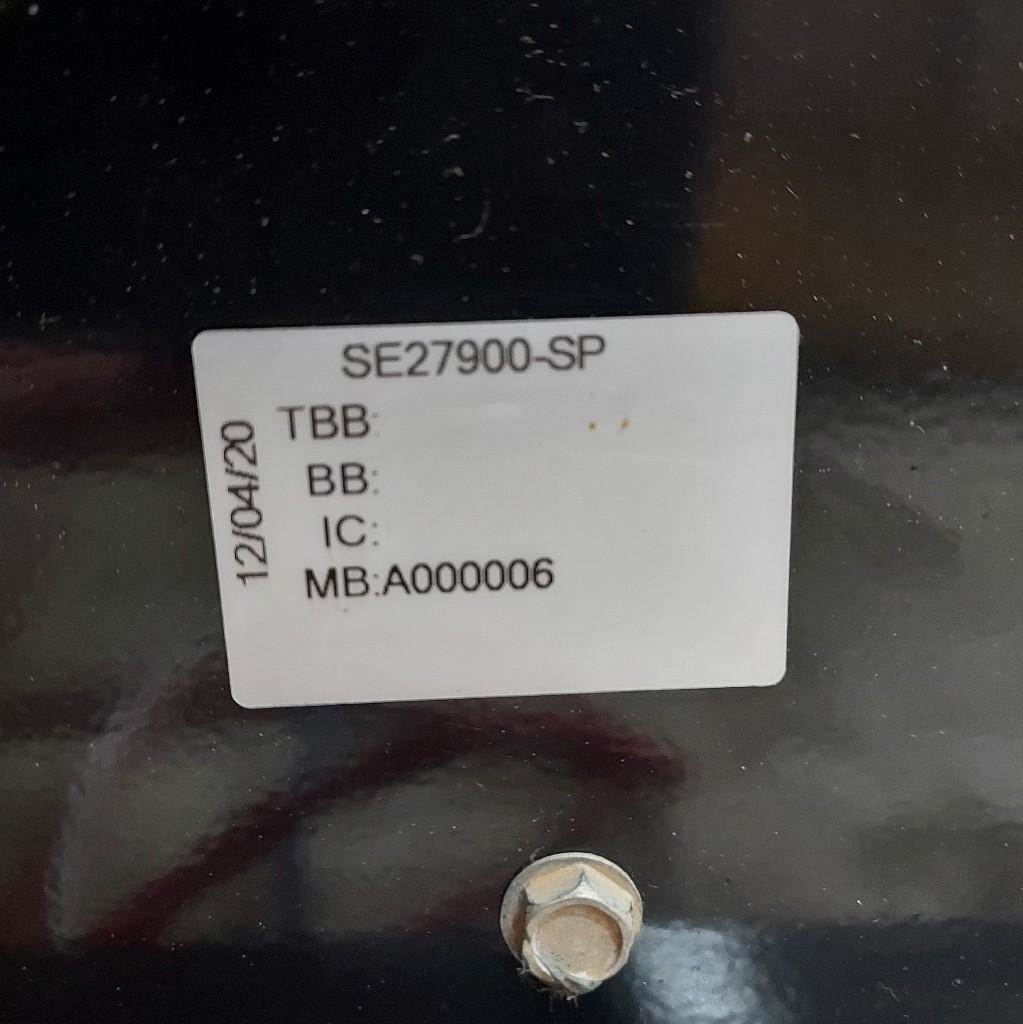 SE27900-SP
TBB:
BB:
IC:
MB:A000006
12/04/20